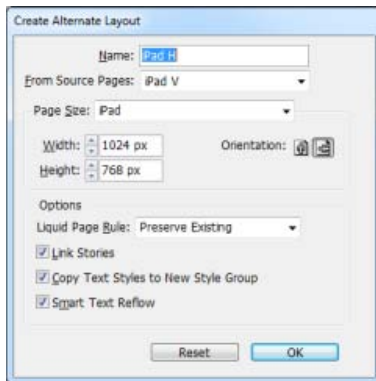 Create Alternate Layout
Name: iPad H
From Source Pages: iPad V
Page Size: iPad
Width: 1024 px Orientation:
Height: 768 px
Options
Liquid Page Rule: Preserve Existing
Link Stories
Copy Text Styles to New Style Group
Smart Text Reflow
Reset OK